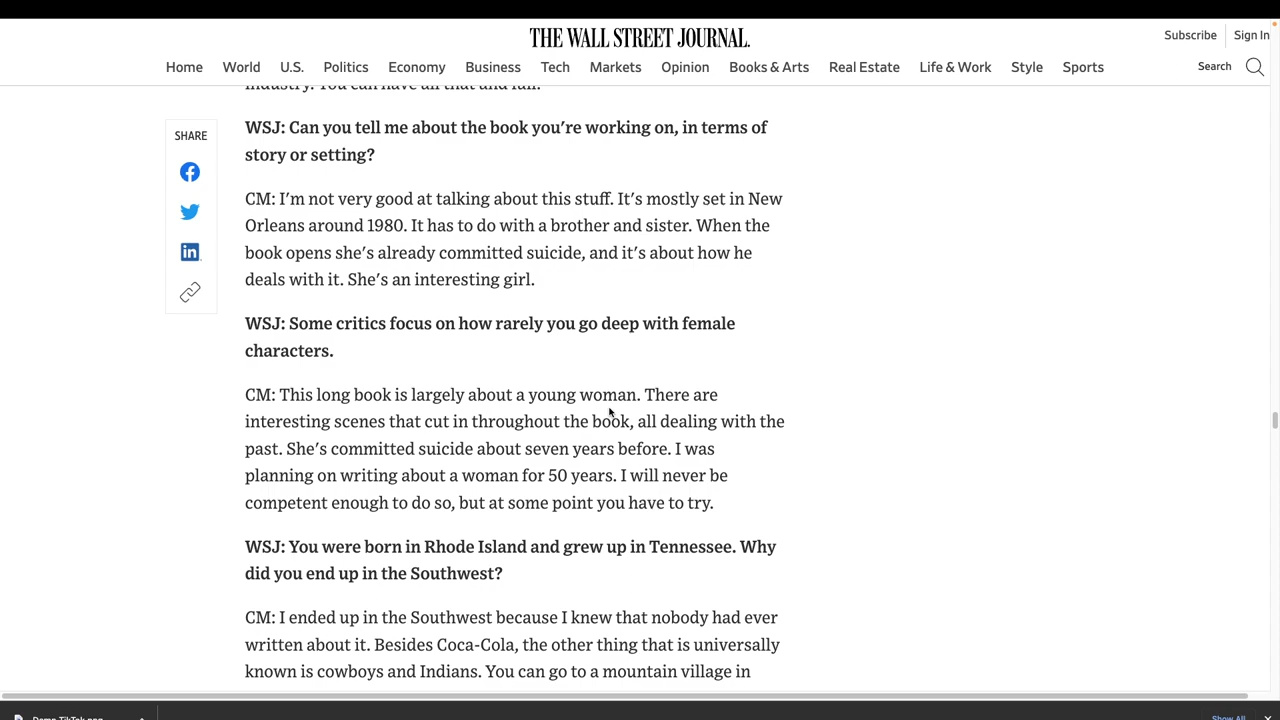 THE WALL STREET JOURNAL.
Subscribe
Sign In
Home World U.S. Politics Economy Business Tech Markets Opinion Books & Arts Real Estate Life & Work Style Sports
Search
industry. You can have all that and fail.
SHARE
WSJ: Can you tell me about the book you're working on, in terms of
story or setting?
CM: I'm not very good at talking about this stuff. It's mostly set in New
Orleans around 1980. It has to do with a brother and sister. When the
book opens she's already committed suicide, and it's about how he
deals with it. She's an interesting girl.
WSJ: Some critics focus on how rarely you go deep with female
characters.
CM: This long book is largely about a young woman. There are
interesting scenes that cut in throughout the book, all dealing with the
past. She's committed suicide about seven years before. I was
planning on writing about a woman for 50 years. I will never be
competent enough to do so, but at some point you have to try.
WSJ: You were born in Rhode Island and grew up in Tennessee. Why
did you end up in the Southwest?
CM: I ended up in the Southwest because I knew that nobody had ever
written about it. Besides Coca-Cola, the other thing that is universally
known is cowboys and Indians. You can go to a mountain village in
Show All